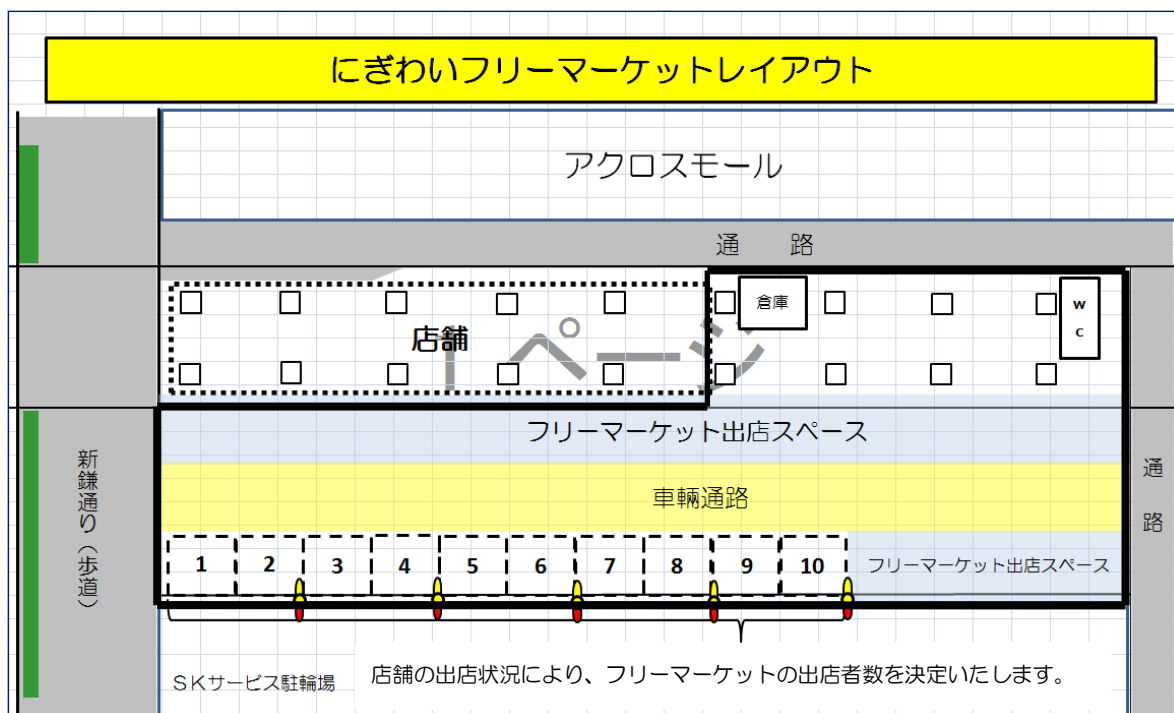 にぎわいフリーマーケットレイアウト
アクロスモール
通　路
倉庫
WC
店舗
1 ページ
フリーマーケット出店スペース
新鎌通り（歩道）
車輛通路
通路
1 2 3 4 5 6 7 8 9 10
フリーマーケット出店スペース
店舗の出店状況により、フリーマーケットの出店者数を決定いたします。
ＳＫサービス駐輪場